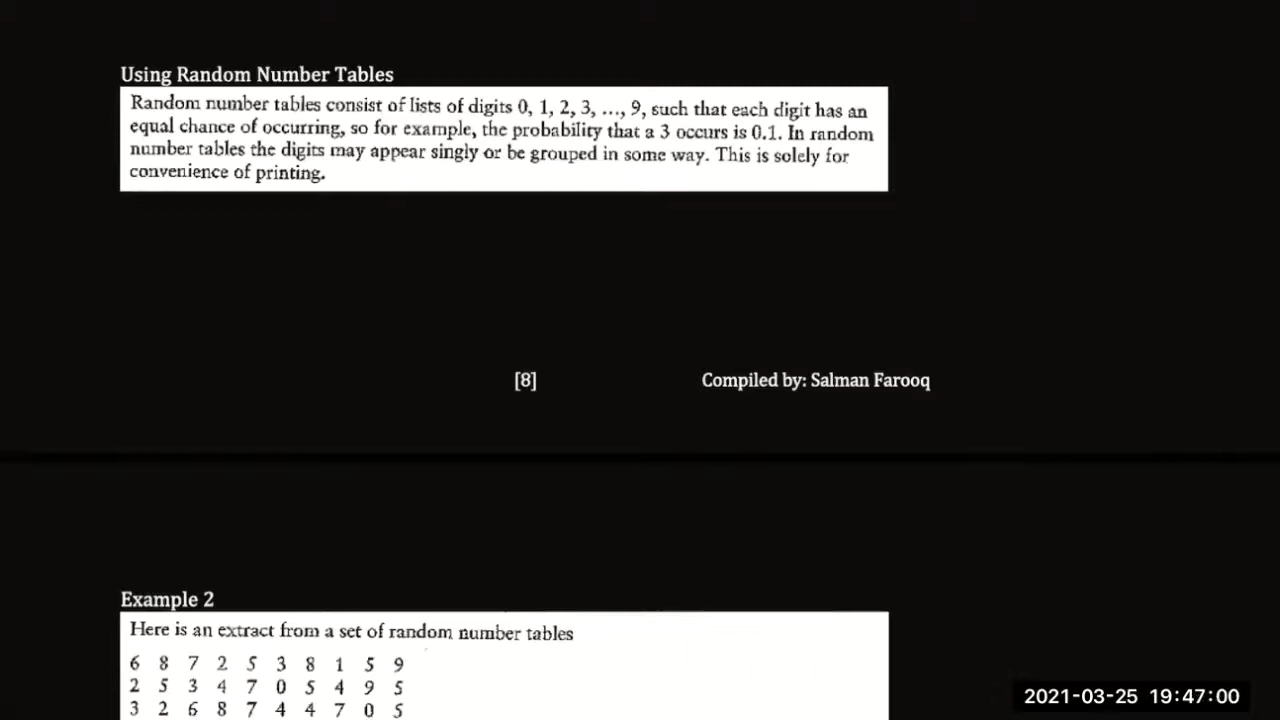 Using Random Number Tables
Random number tables consist of lists of digits 0, 1, 2, 3, ..., 9, such that each digit has an
equal chance of occurring, so for example, the probability that a 3 occurs is 0.1. In random
number tables the digits may appear singly or be grouped in some way. This is solely for
convenience of printing.
[8] Compiled by: Salman Farooq
Example 2
Here is an extract from a set of random number tables
6 8 7 2 5 3 8 1 5 9
2 5 3 4 7 0 5 4 9 5
3 2 6 8 7 4 4 7 0 5
2021-03-25 19:47:00